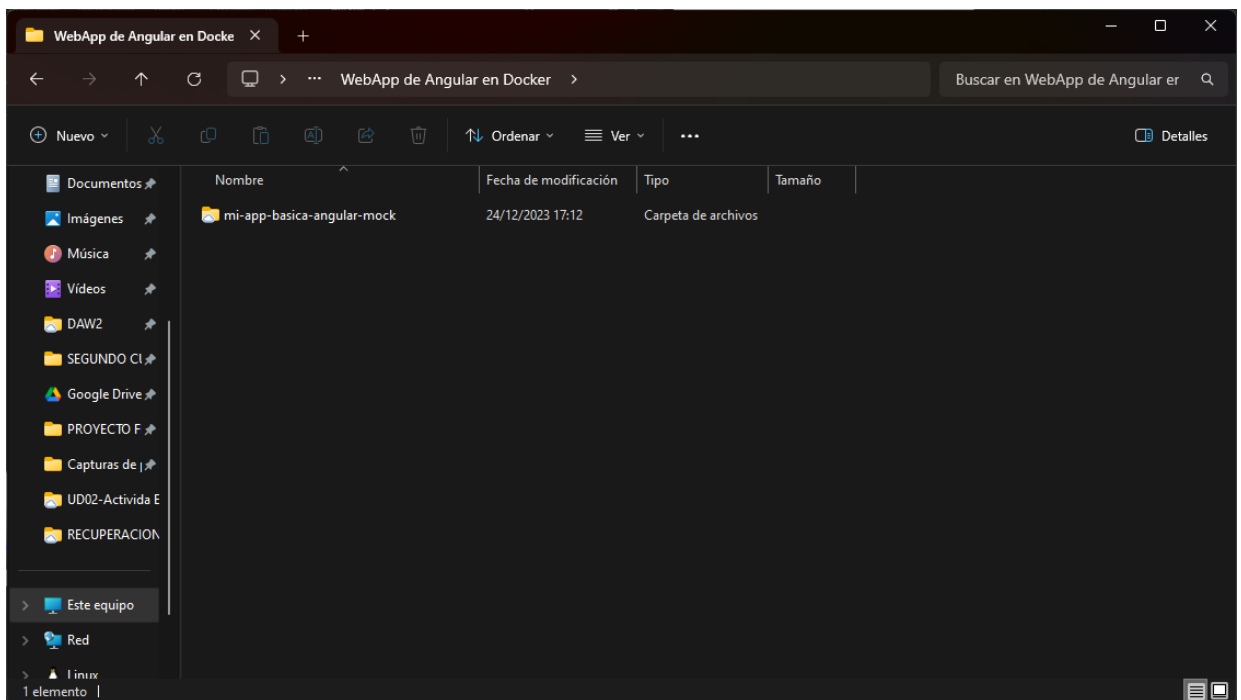 WebApp de Angular en Docke
WebApp de Angular en Docker
Buscar en WebApp de Angular er
Nuevo
Ordenar
Ver
Detalles
Nombre
Fecha de modificación
Tipo
Tamaño
mi-app-basica-angular-mock
24/12/2023 17:12
Carpeta de archivos
Documentos
Imágenes
Música
Vídeos
DAW2
SEGUNDO CU
Google Drive
PROYECTO F
Capturas de
UD02-Activida E
RECUPERACION
Este equipo
Red
Linux
1 elemento